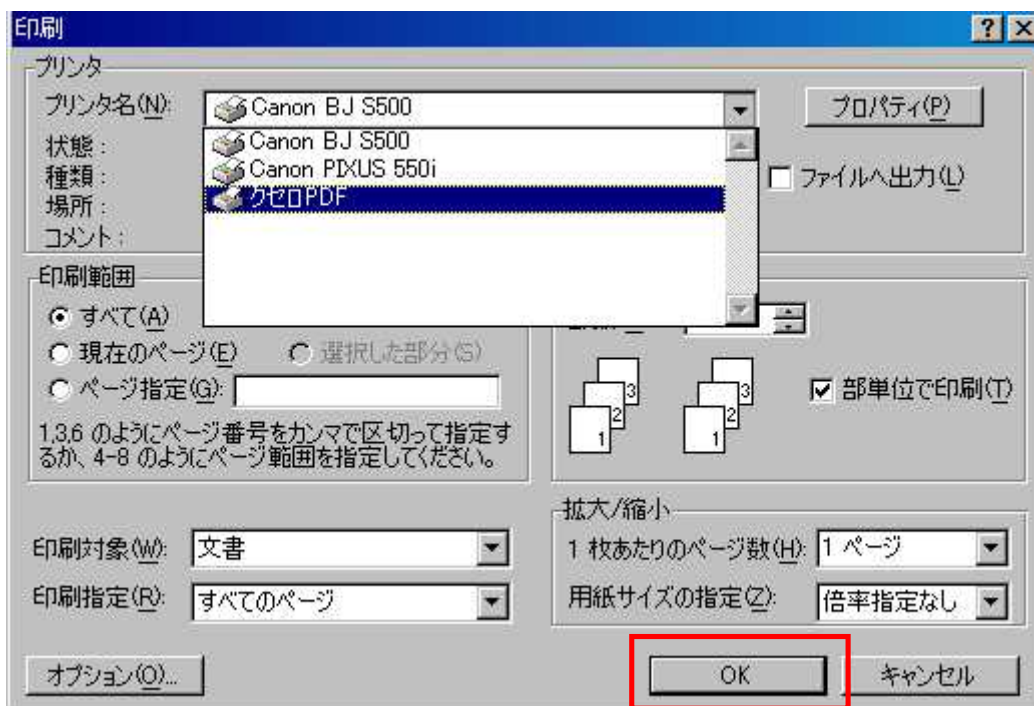 印刷
プリンタ
プリンタ名(N): Canon BJ S500 プロパティ(P)
Canon BJ S500
状態:
Canon PIXUS 550i
種類: ファイルへ出力(L)
クセロPDF
場所:
コメント:
印刷範囲
すべて(A)
現在のページ(E) 選択した部分(S)
ページ指定(G):
1,3,6 のようにページ番号をカンマで区切って指定す
るか、4-8 のようにページ範囲を指定してください。
3 3
2 2
1 1
部単位で印刷(T)
拡大/縮小
印刷対象(W): 文書
1 枚あたりのページ数(H): 1 ページ
印刷指定(R): すべてのページ
用紙サイズの指定(Z): 倍率指定なし
オプション(O)... OK キャンセル